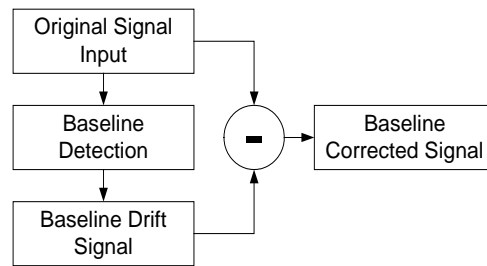 Original Signal
Input
Baseline
Detection
Baseline Drift
Signal
-
Baseline
Corrected Signal